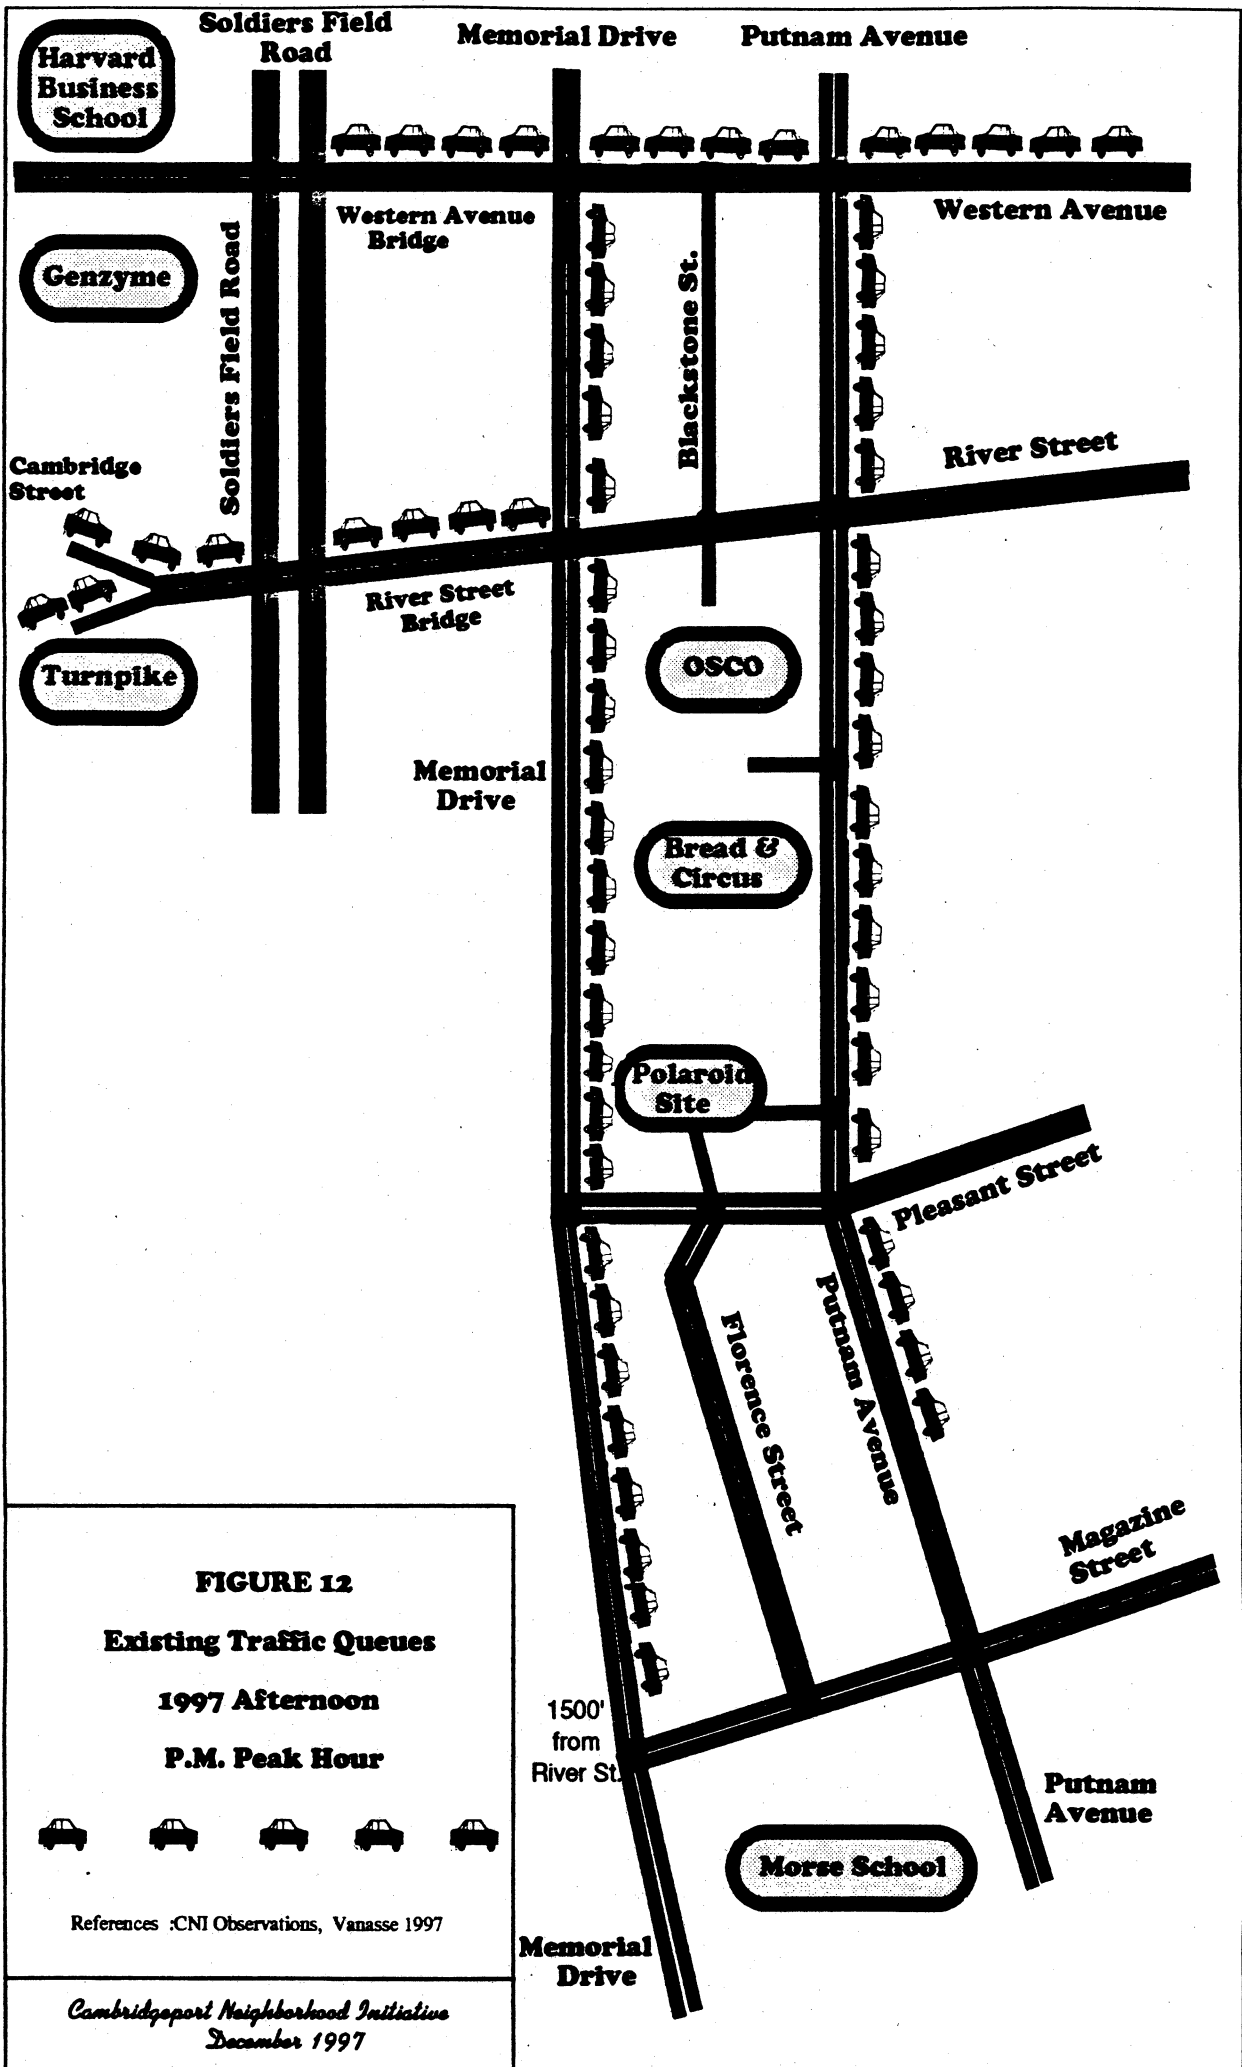 Soldiers Field
Road
Memorial Drive
Putnam Avenue
Harvard
Business
School
Western Avenue
Bridge
Western Avenue
Genzyme
Soldiers Field Road
Blackstone St.
River Street
Cambridge
Street
River Street
Bridge
Turnpike
OSCO
Memorial
Drive
Bread &
Circus
Polaroid
Site
Pleasant Street
Florence Street
Putnam Avenue
Magazine
Street
FIGURE 12
Existing Traffic Queues
1997 Afternoon
P.M. Peak Hour
1500'
from
River St.
Putnam
Avenue
Morse School
References :CNI Observations, Vanasse 1997
Memorial
Drive
Cambridgeport Neighborhood Initiative
December 1997